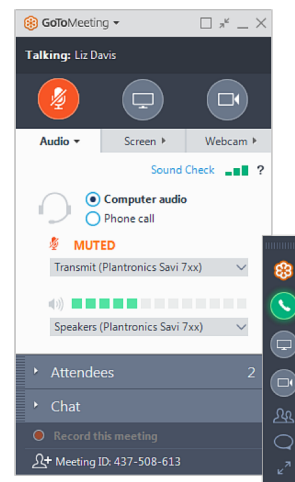 GoToMeeting
Talking: Liz Davis
Audio Screen Webcam
Sound Check ?
Computer audio
Phone call
MUTED
Transmit (Plantronics Savi 7xx)
Speakers (Plantronics Savi 7xx)
Attendees 2
Chat
Record this meeting
Meeting ID: 437-508-613